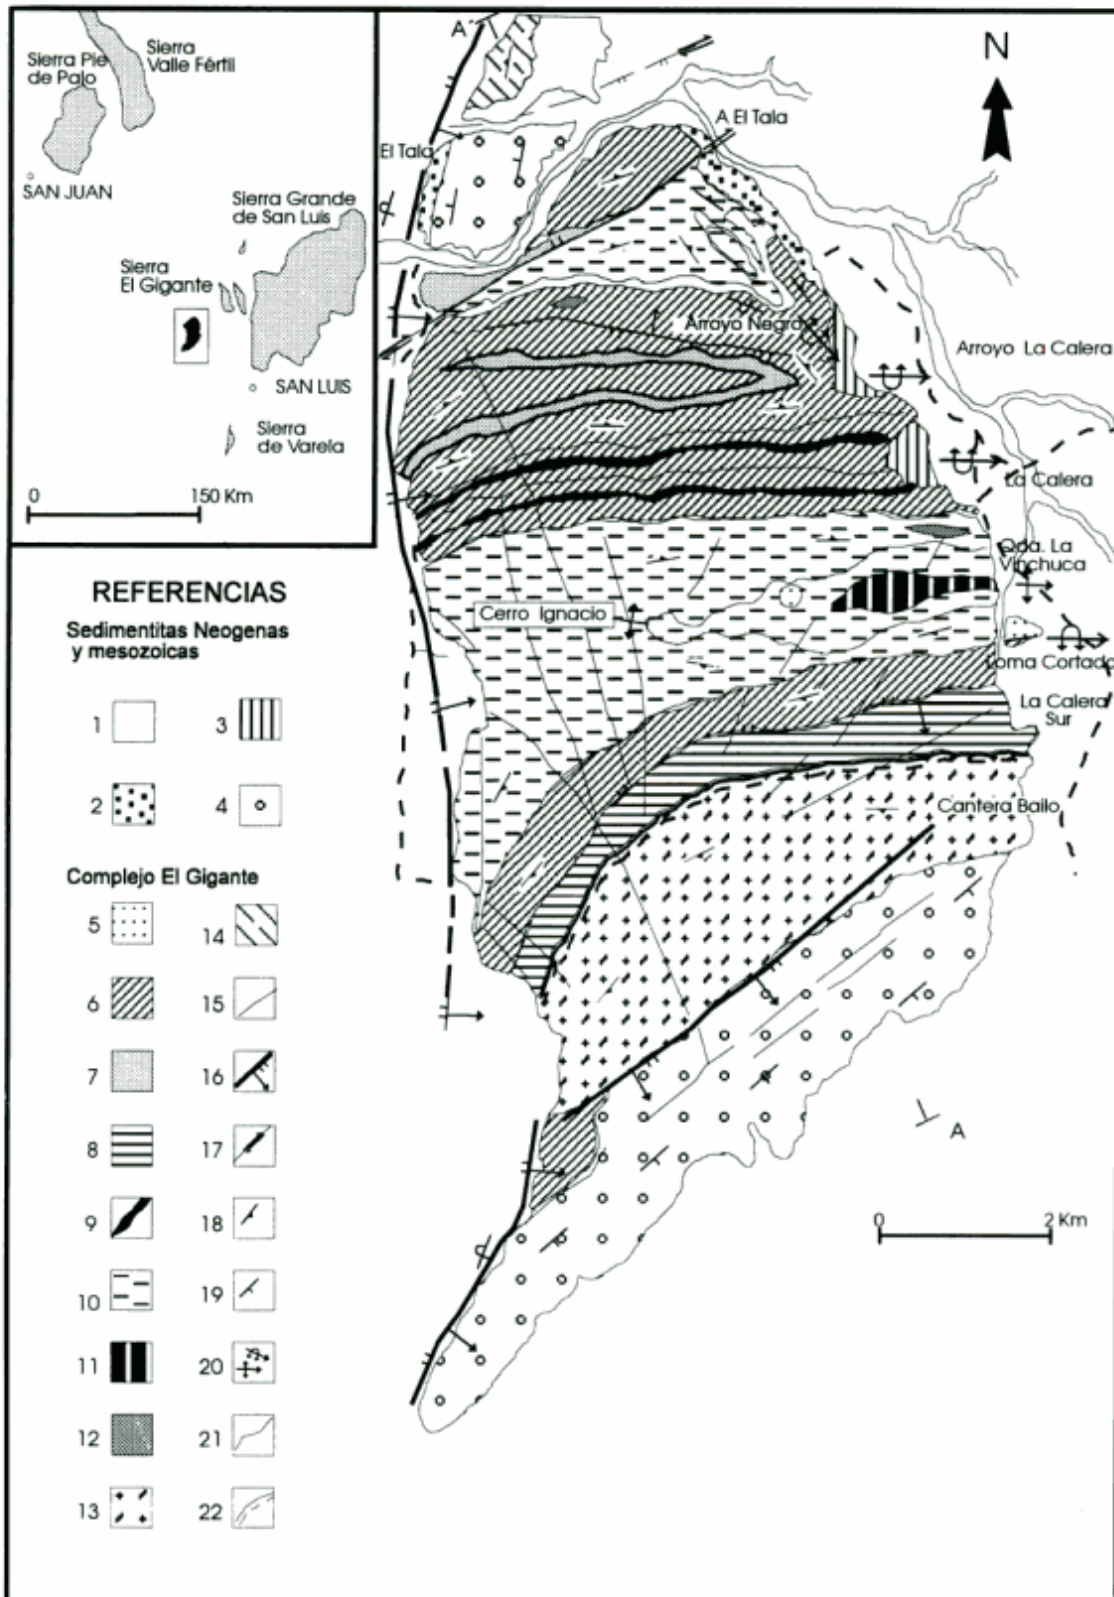 Sierra Pie
de Palo
Sierra
Valle Fértil
SAN JUAN
Sierra Grande
de San Luis
Sierra
El Gigante
SAN LUIS
Sierra
de Varela
0 150 Km
REFERENCIAS
Sedimentitas Neogenas
y mesozoicas
1
3
2
4
Complejo El Gigante
5
14
6
15
7
16
8
17
9
18
10
19
11
20
12
21
13
22
A´
N
A El Tala
El Tala
Arroyo Negro
Arroyo La Calera
La Calera
Qda. La
Vinchuca
Cerro Ignacio
Loma Cortada
La Calera
Sur
Cantera Bailo
A
0 2 Km